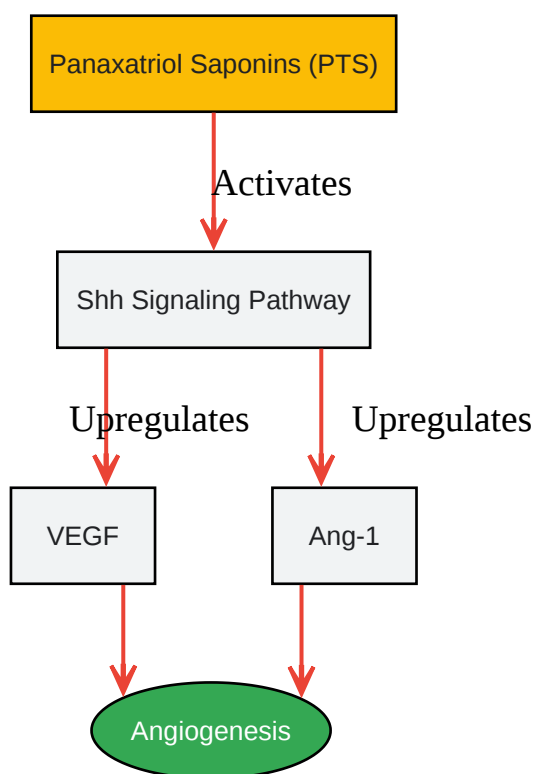 Panaxatriol Saponins (PTS)
Activates
Shh Signaling Pathway
Upregulates
Upregulates
VEGF
Ang-1
Angiogenesis